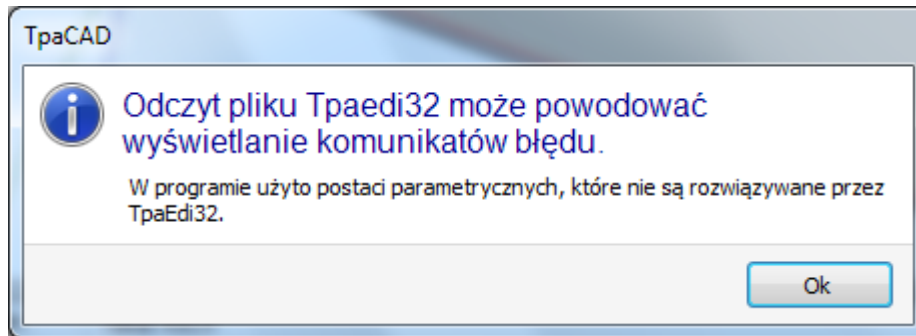 TpaCAD
Odczyt pliku Tpaedi32 może powodować
wyświetlanie komunikatów błędu.
W programie użyto postaci parametrycznych, które nie są rozwiązywane przez
TpaEdi32.
Ok